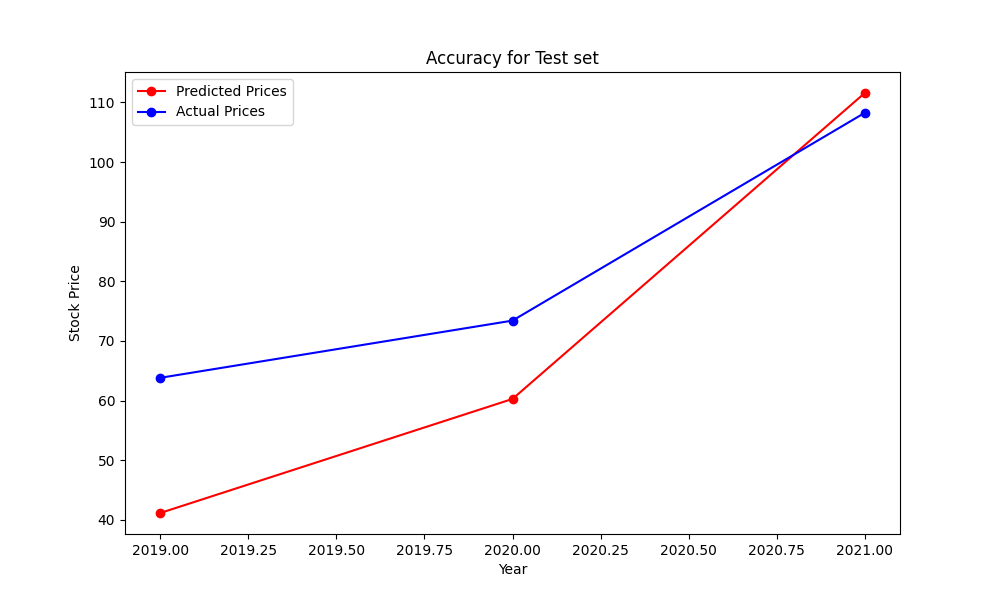 Accuracy for Test set
Predicted Prices
Actual Prices
110
100
90
80
70
60
50
40
Stock Price
2019.00 2019.25 2019.50 2019.75 2020.00 2020.25 2020.50 2020.75 2021.00
Year